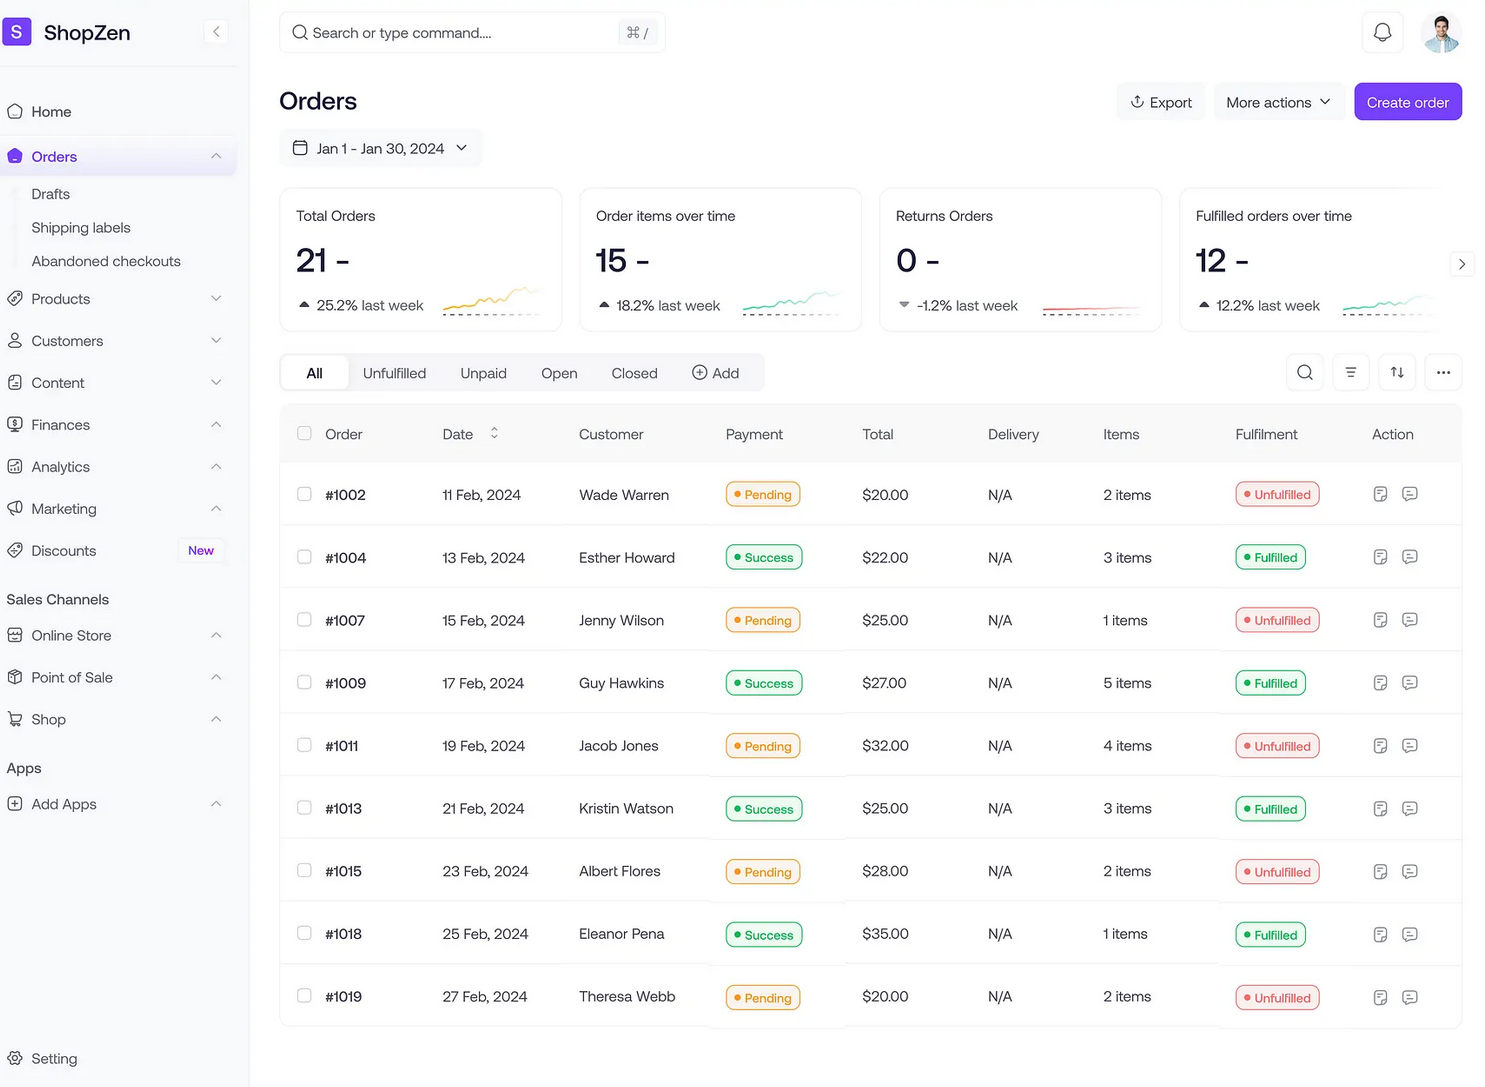 S ShopZen
Search or type command.... ⌘ /
Home
Orders
Drafts
Shipping labels
Abandoned checkouts
Products
Customers
Content
Finances
Analytics
Marketing
Discounts New
Sales Channels
Online Store
Point of Sale
Shop
Apps
Add Apps
Setting
Orders
Export More actions Create order
Jan 1 - Jan 30, 2024
Total Orders
21 -
25.2% last week
Order items over time
15 -
18.2% last week
Returns Orders
0 -
-1.2% last week
Fulfilled orders over time
12 -
12.2% last week
All Unfulfilled Unpaid Open Closed Add
Order Date Customer Payment Total Delivery Items Fulfilment Action
#1002 11 Feb, 2024 Wade Warren Pending $20.00 N/A 2 items Unfulfilled
#1004 13 Feb, 2024 Esther Howard Success $22.00 N/A 3 items Fulfilled
#1007 15 Feb, 2024 Jenny Wilson Pending $25.00 N/A 1 items Unfulfilled
#1009 17 Feb, 2024 Guy Hawkins Success $27.00 N/A 5 items Fulfilled
#1011 19 Feb, 2024 Jacob Jones Pending $32.00 N/A 4 items Unfulfilled
#1013 21 Feb, 2024 Kristin Watson Success $25.00 N/A 3 items Fulfilled
#1015 23 Feb, 2024 Albert Flores Pending $28.00 N/A 2 items Unfulfilled
#1018 25 Feb, 2024 Eleanor Pena Success $35.00 N/A 1 items Fulfilled
#1019 27 Feb, 2024 Theresa Webb Pending $20.00 N/A 2 items Unfulfilled